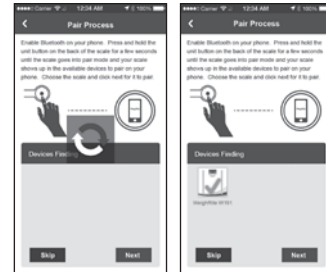 Carrier 12:34 AM 100%
Pair Process
Enable Bluetooth on your phone. Press and hold the
unit button on the back of the scale for a few seconds
until the scale goes into pair mode and your scale
shows up in the available devices to pair on your
phone. Choose the scale and click next for it to pair.
Devices Finding
Skip Next
Carrier 12:34 AM 100%
Pair Process
Enable Bluetooth on your phone. Press and hold the
unit button on the back of the scale for a few seconds
until the scale goes into pair mode and your scale
shows up in the available devices to pair on your
phone. Choose the scale and click next for it to pair.
Devices Finding
Skip Next